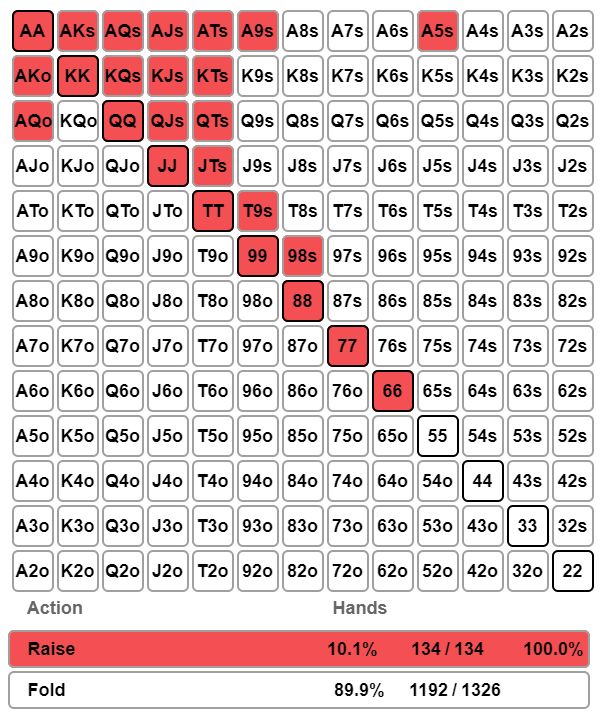 AA AKs AQs AJs ATs A9s A8s A7s A6s A5s A4s A3s A2s
AKo KK KQs KJs KTs K9s K8s K7s K6s K5s K4s K3s K2s
AQo KQo QQ QJs QTs Q9s Q8s Q7s Q6s Q5s Q4s Q3s Q2s
AJo KJo QJo JJ JTs J9s J8s J7s J6s J5s J4s J3s J2s
ATo KTo QTo JTo TT T9s T8s T7s T6s T5s T4s T3s T2s
A9o K9o Q9o J9o T9o 99 98s 97s 96s 95s 94s 93s 92s
A8o K8o Q8o J8o T8o 98o 88 87s 86s 85s 84s 83s 82s
A7o K7o Q7o J7o T7o 97o 87o 77 76s 75s 74s 73s 72s
A6o K6o Q6o J6o T6o 96o 86o 76o 66 65s 64s 63s 62s
A5o K5o Q5o J5o T5o 95o 85o 75o 65o 55 54s 53s 52s
A4o K4o Q4o J4o T4o 94o 84o 74o 64o 54o 44 43s 42s
A3o K3o Q3o J3o T3o 93o 83o 73o 63o 53o 43o 33 32s
A2o K2o Q2o J2o T2o 92o 82o 72o 62o 52o 42o 32o 22
Action Hands
Raise 10.1% 134 / 134 100.0%
Fold 89.9% 1192 / 1326